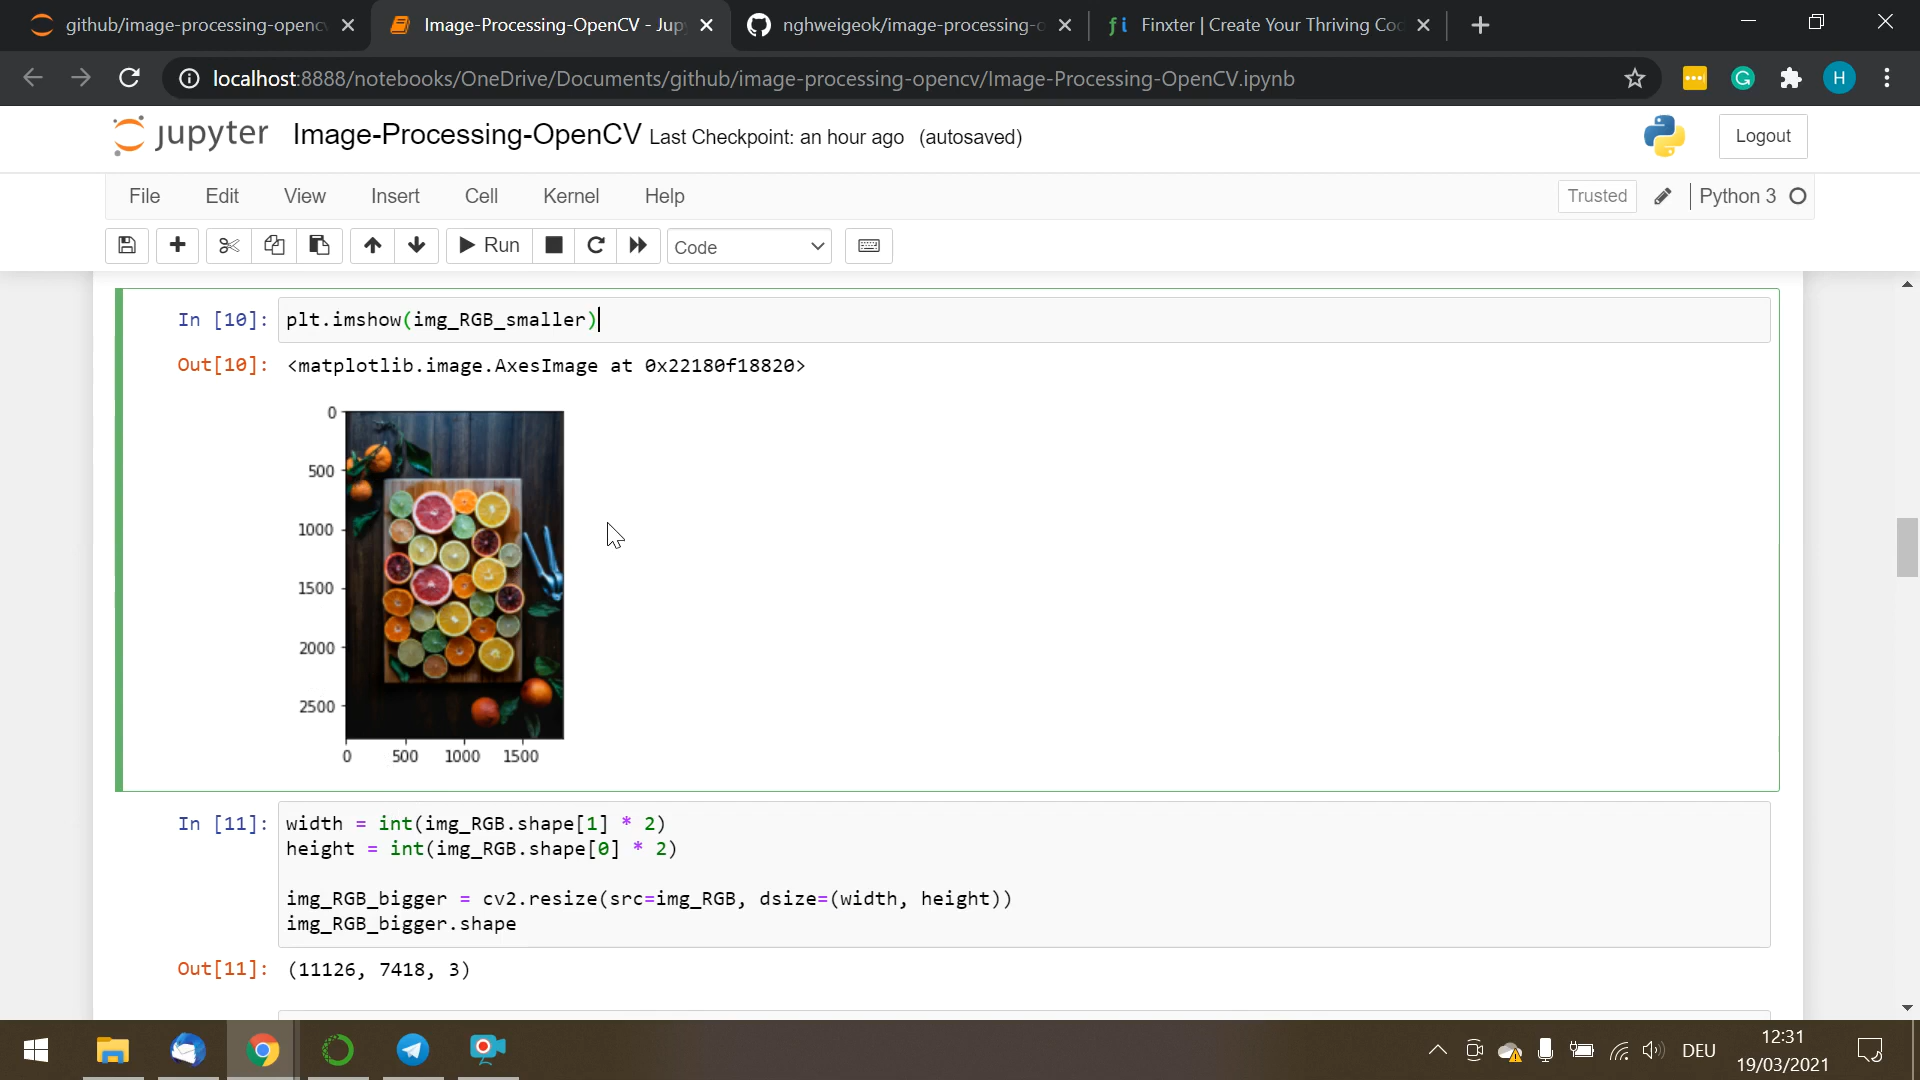 github/image-processing-openc
Image-Processing-OpenCV - Jup
nghweigeok/image-processing-o
fi Finxter | Create Your Thriving Coc
localhost:8888/notebooks/OneDrive/Documents/github/image-processing-opencv/Image-Processing-OpenCV.ipynb
H
jupyter Image-Processing-OpenCV Last Checkpoint: an hour ago (autosaved)
Logout
File Edit View Insert Cell Kernel Help
Trusted Python 3
Run Code
In [10]: plt.imshow(img_RGB_smaller)
Out[10]: <matplotlib.image.AxesImage at 0x22180f18820>
0
500
1000
1500
2000
2500
0 500 1000 1500
In [11]: width = int(img_RGB.shape[1] * 2)
height = int(img_RGB.shape[0] * 2)
img_RGB_bigger = cv2.resize(src=img_RGB, dsize=(width, height))
img_RGB_bigger.shape
Out[11]: (11126, 7418, 3)
DEU
12:31
19/03/2021